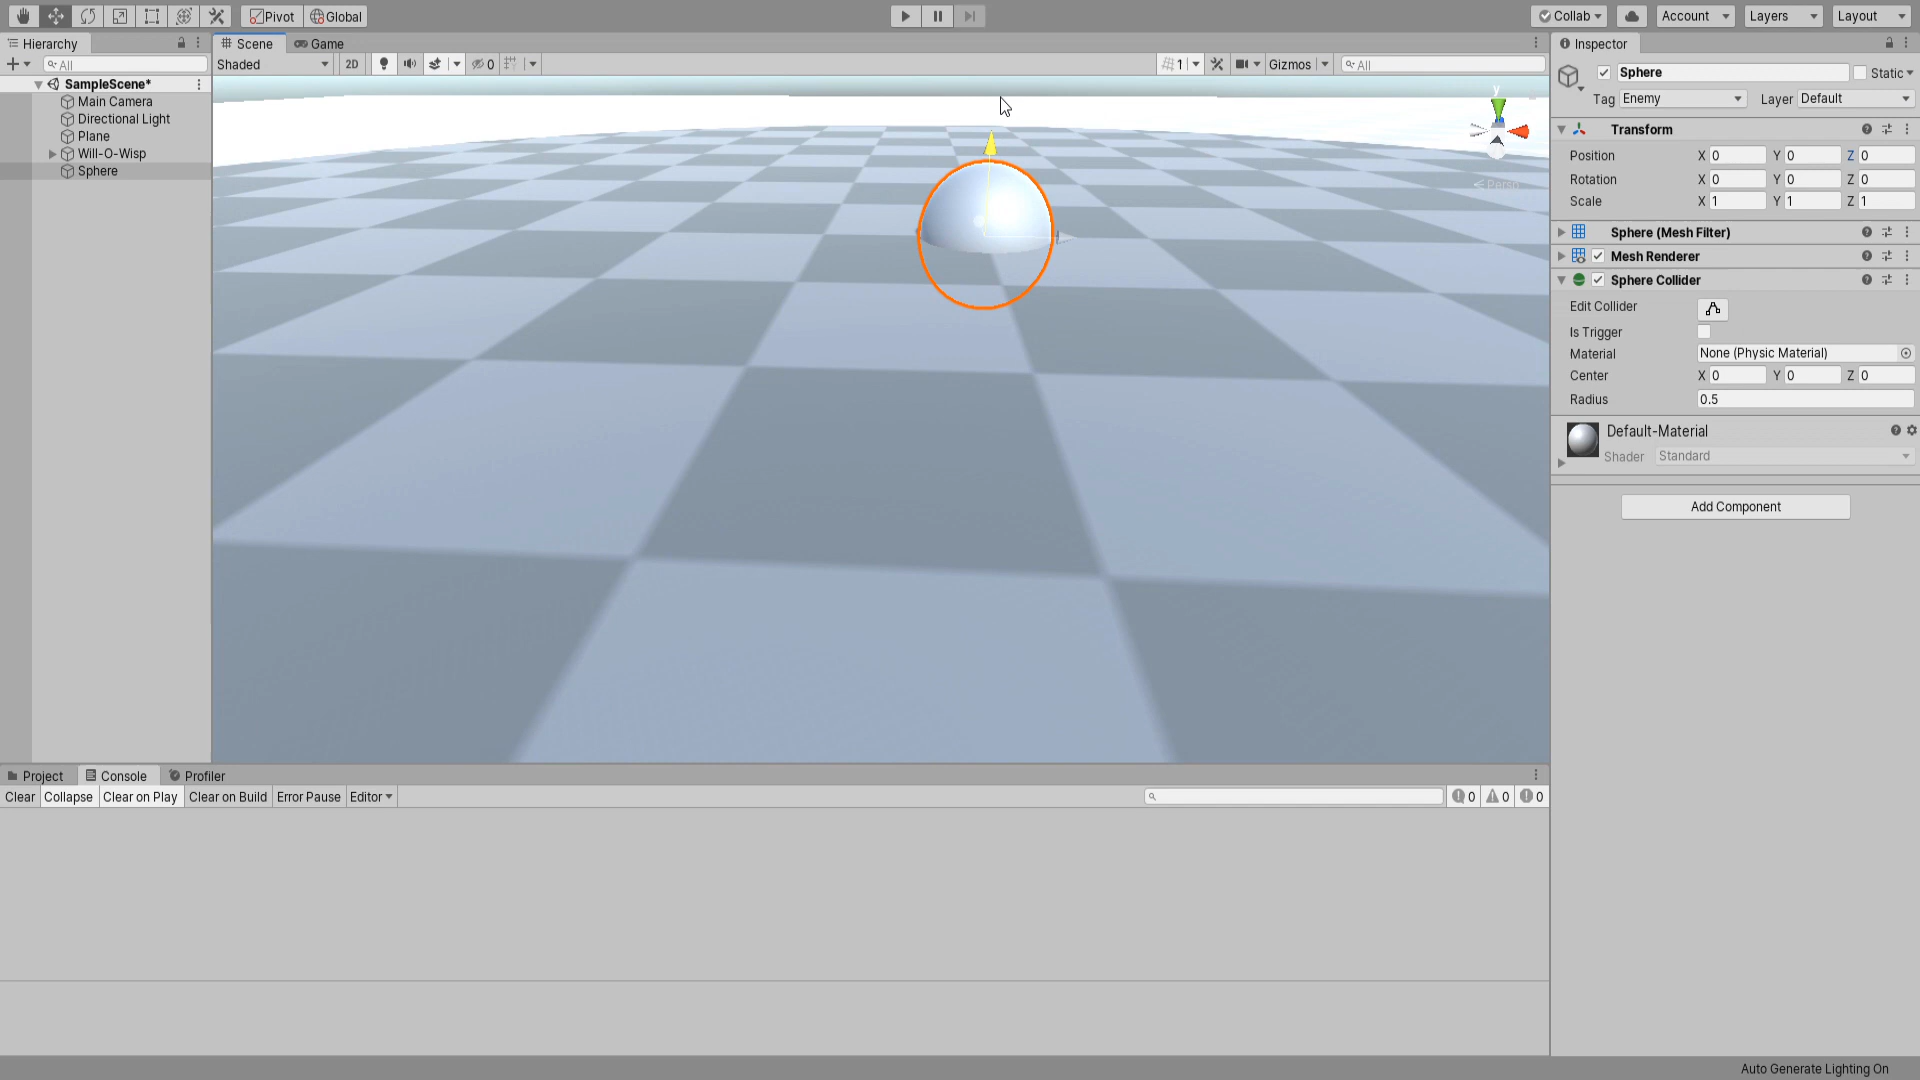 Pivot Global Collab Account Layers Layout
Hierarchy Scene Game Inspector
All Shaded 2D 0 1 Gizmos All
Sphere Static
SampleScene*
Main Camera
Directional Light
Plane
Will-O-Wisp
Sphere
y
Persp
Tag Enemy Layer Default
Transform
Position X 0 Y 0 Z 0
Rotation X 0 Y 0 Z 0
Scale X 1 Y 1 Z 1
Sphere (Mesh Filter)
Mesh Renderer
Sphere Collider
Edit Collider
Is Trigger
Material None (Physic Material)
Center X 0 Y 0 Z 0
Radius 0.5
Default-Material
Shader Standard
Add Component
Project Console Profiler
Clear Collapse Clear on Play Clear on Build Error Pause Editor 0 0 0
Auto Generate Lighting On